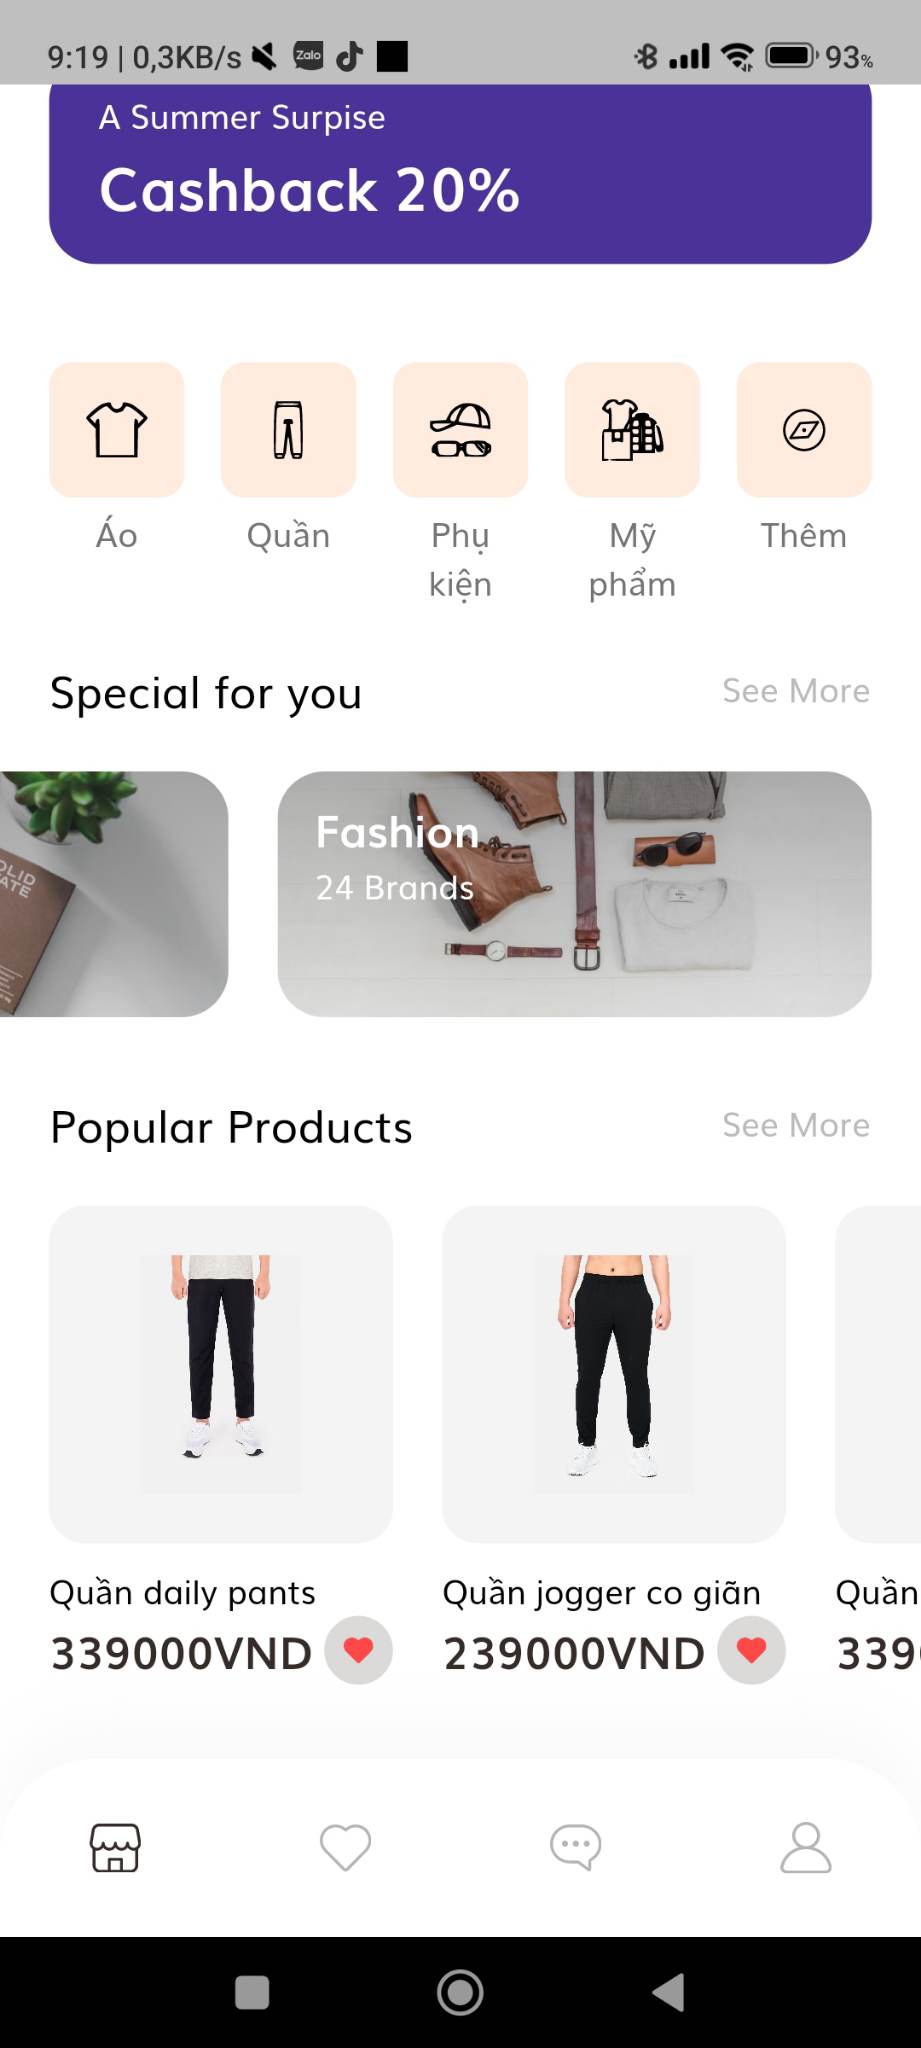 9:19 | 0,3KB/s Zalo 93%
A Summer Surpise
Cashback 20%
Áo
Quần
Phụ
kiện
Mỹ
phẩm
Thêm
Special for you
See More
OLID
ATE
Fashion
24 Brands
Popular Products
See More
Quần daily pants
339000VND
Quần jogger co giãn
239000VND
Quần
339